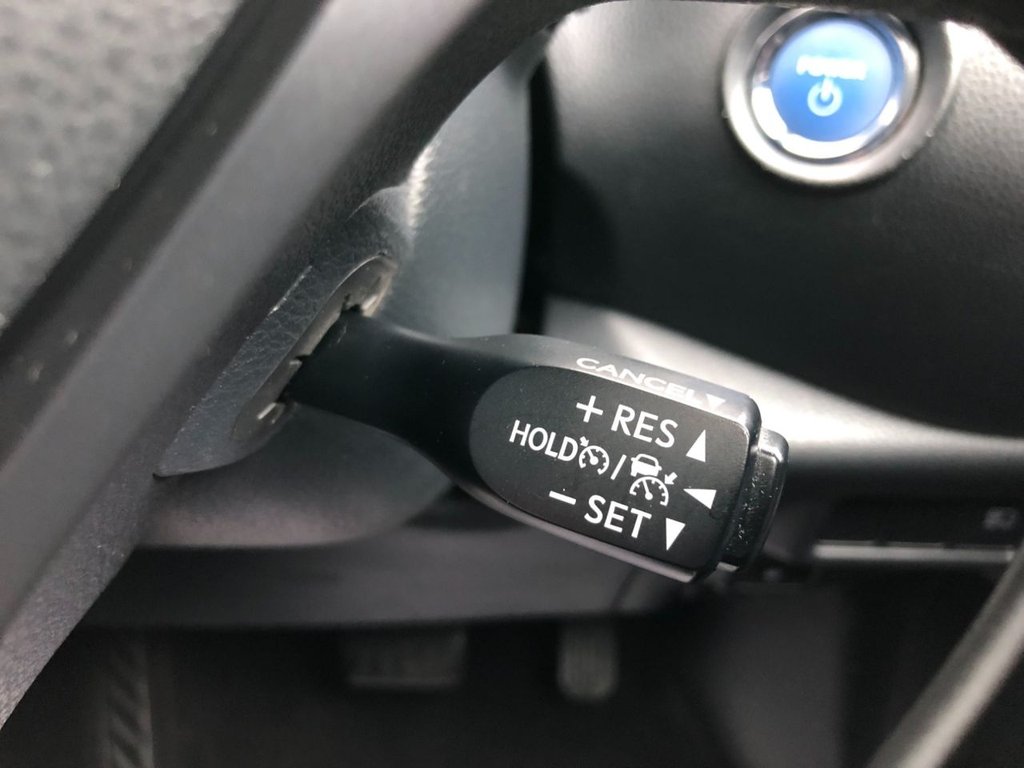 POWER
CANCEL▼
+ RES ▲
HOLD / ◀
− SET ▼